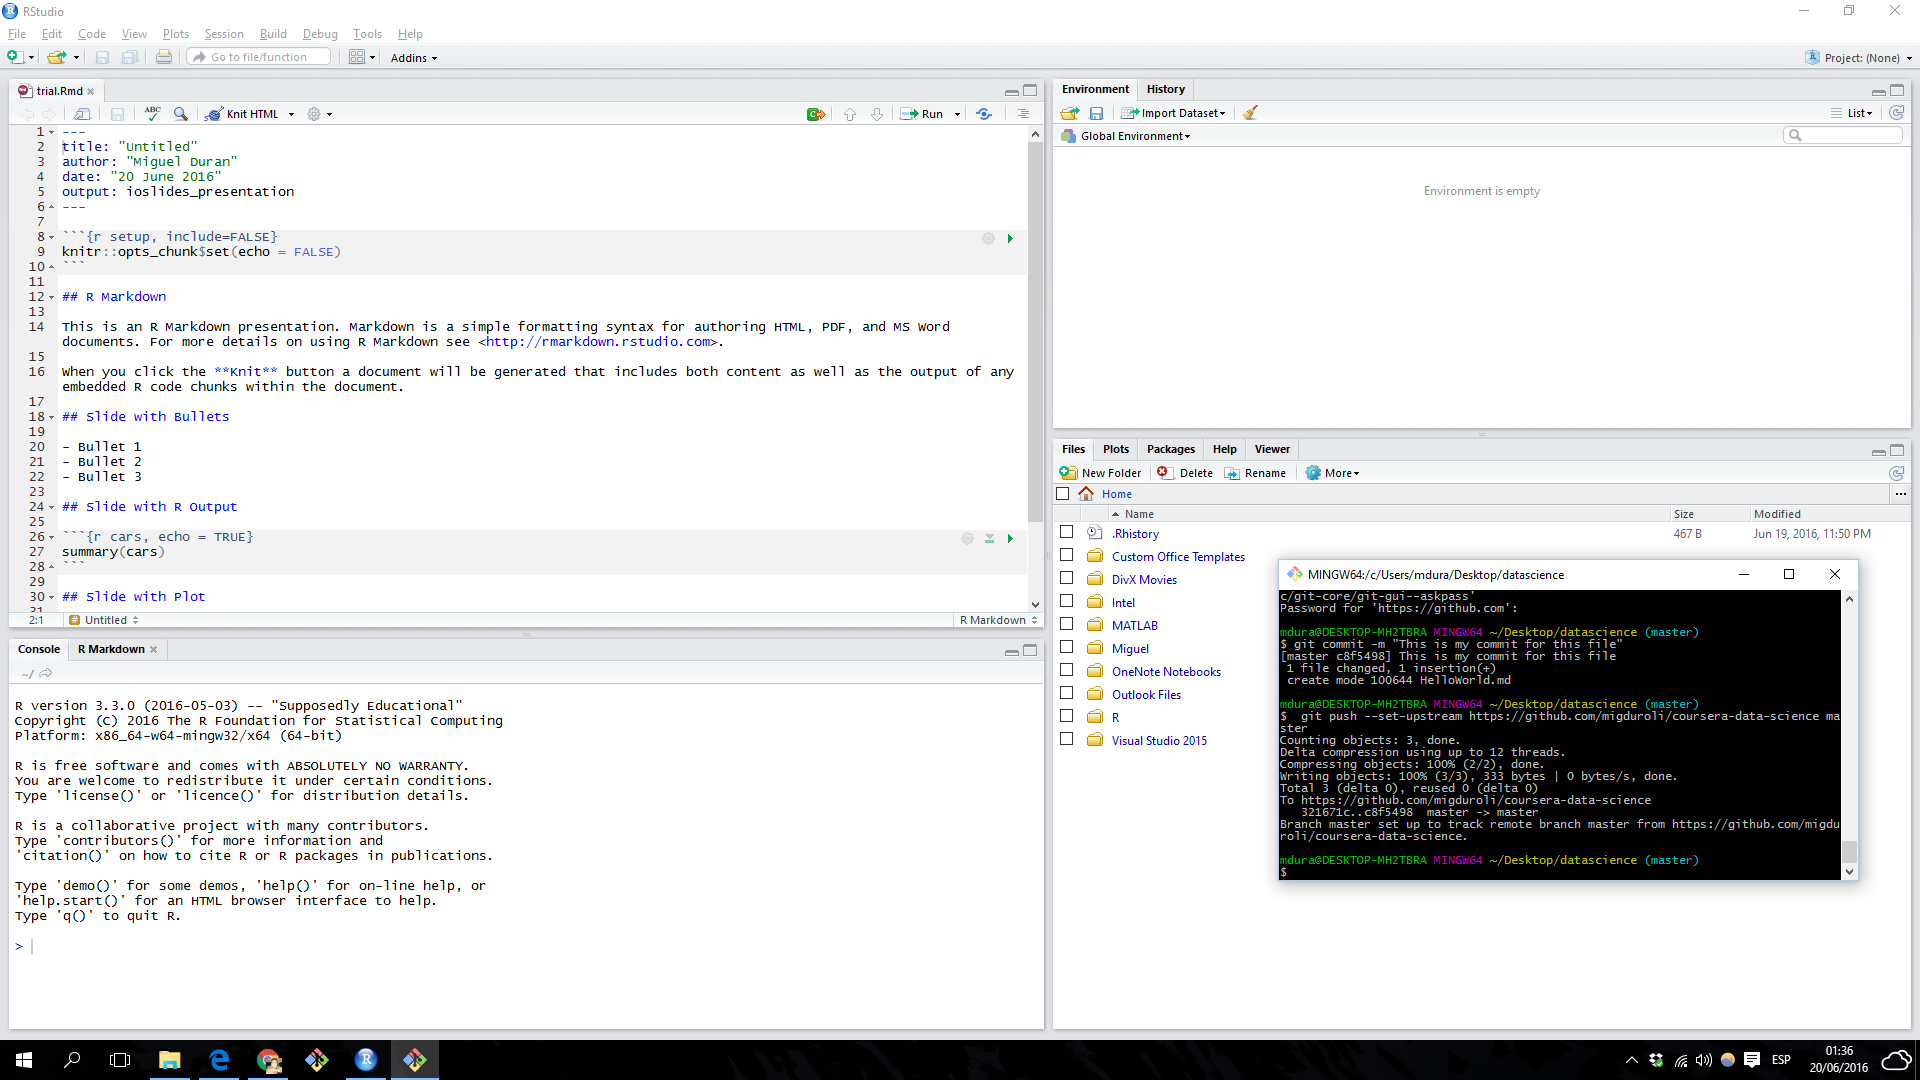 RStudio
File Edit Code View Plots Session Build Debug Tools Help
Go to file/function Addins Project: (None)
trial.Rmd
ABC Knit HTML Run
1 ---
2 title: "Untitled"
3 author: "Miguel Duran"
4 date: "20 June 2016"
5 output: ioslides_presentation
6 ---
7
8 ```{r setup, include=FALSE}
9 knitr::opts_chunk$set(echo = FALSE)
10 ```
11
12 ## R Markdown
13
14 This is an R Markdown presentation. Markdown is a simple formatting syntax for authoring HTML, PDF, and MS Word
documents. For more details on using R Markdown see <http://rmarkdown.rstudio.com>.
15
16 When you click the **Knit** button a document will be generated that includes both content as well as the output of any
embedded R code chunks within the document.
17
18 ## Slide with Bullets
19
20 - Bullet 1
21 - Bullet 2
22 - Bullet 3
23
24 ## Slide with R Output
25
26 ```{r cars, echo = TRUE}
27 summary(cars)
28 ```
29
30 ## Slide with Plot
31
2:1 Untitled R Markdown
Console R Markdown
~/
R version 3.3.0 (2016-05-03) -- "Supposedly Educational"
Copyright (C) 2016 The R Foundation for Statistical Computing
Platform: x86_64-w64-mingw32/x64 (64-bit)
R is free software and comes with ABSOLUTELY NO WARRANTY.
You are welcome to redistribute it under certain conditions.
Type 'license()' or 'licence()' for distribution details.
R is a collaborative project with many contributors.
Type 'contributors()' for more information and
'citation()' on how to cite R or R packages in publications.
Type 'demo()' for some demos, 'help()' for on-line help, or
'help.start()' for an HTML browser interface to help.
Type 'q()' to quit R.
>
Environment History
Import Dataset List
Global Environment
Environment is empty
Files Plots Packages Help Viewer
New Folder Delete Rename More
Home ...
Name Size Modified
.Rhistory 467 B Jun 19, 2016, 11:50 PM
Custom Office Templates
DivX Movies
Intel
MATLAB
Miguel
OneNote Notebooks
Outlook Files
R
Visual Studio 2015
MINGW64:/c/Users/mdura/Desktop/datascience
c/git-core/git-gui--askpass'
Password for 'https://github.com':
mdura@DESKTOP-MH2TBRA MINGW64 ~/Desktop/datascience (master)
$ git commit -m "This is my commit for this file"
[master c8f5498] This is my commit for this file
1 file changed, 1 insertion(+)
create mode 100644 HelloWorld.md
mdura@DESKTOP-MH2TBRA MINGW64 ~/Desktop/datascience (master)
$ git push --set-upstream https://github.com/migduroli/coursera-data-science ma
ster
Counting objects: 3, done.
Delta compression using up to 12 threads.
Compressing objects: 100% (2/2), done.
Writing objects: 100% (3/3), 333 bytes | 0 bytes/s, done.
Total 3 (delta 0), reused 0 (delta 0)
To https://github.com/migduroli/coursera-data-science
321671c..c8f5498 master -> master
Branch master set up to track remote branch master from https://github.com/migdu
roli/coursera-data-science.
mdura@DESKTOP-MH2TBRA MINGW64 ~/Desktop/datascience (master)
$
ESP 01:36
20/06/2016